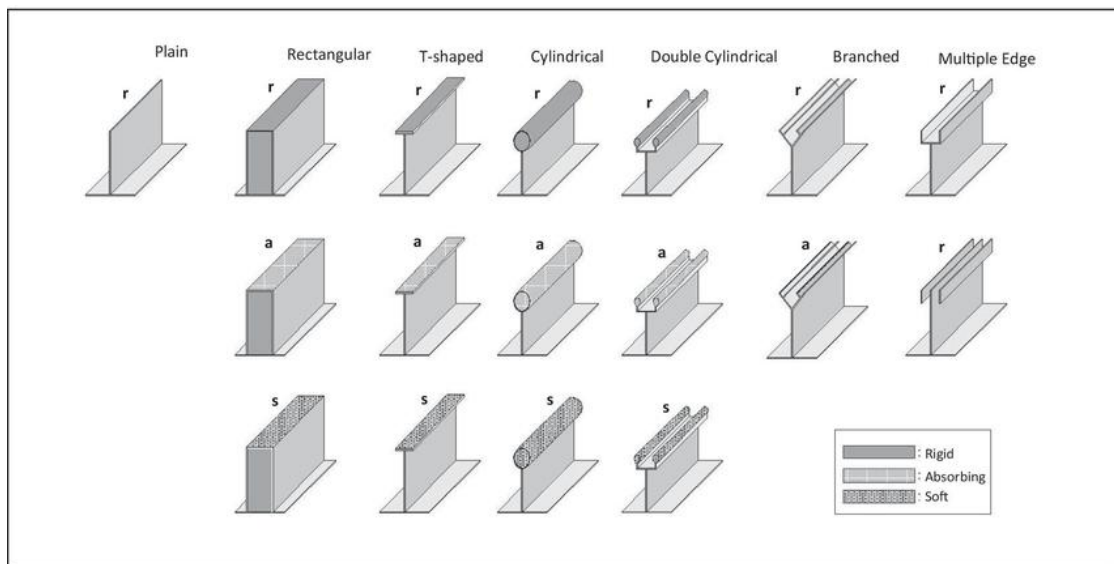 Plain
Rectangular
T-shaped
Cylindrical
Double Cylindrical
Branched
Multiple Edge
r
r
r
r
r
r
r
a
a
a
a
a
r
s
s
s
s
: Rigid
: Absorbing
: Soft